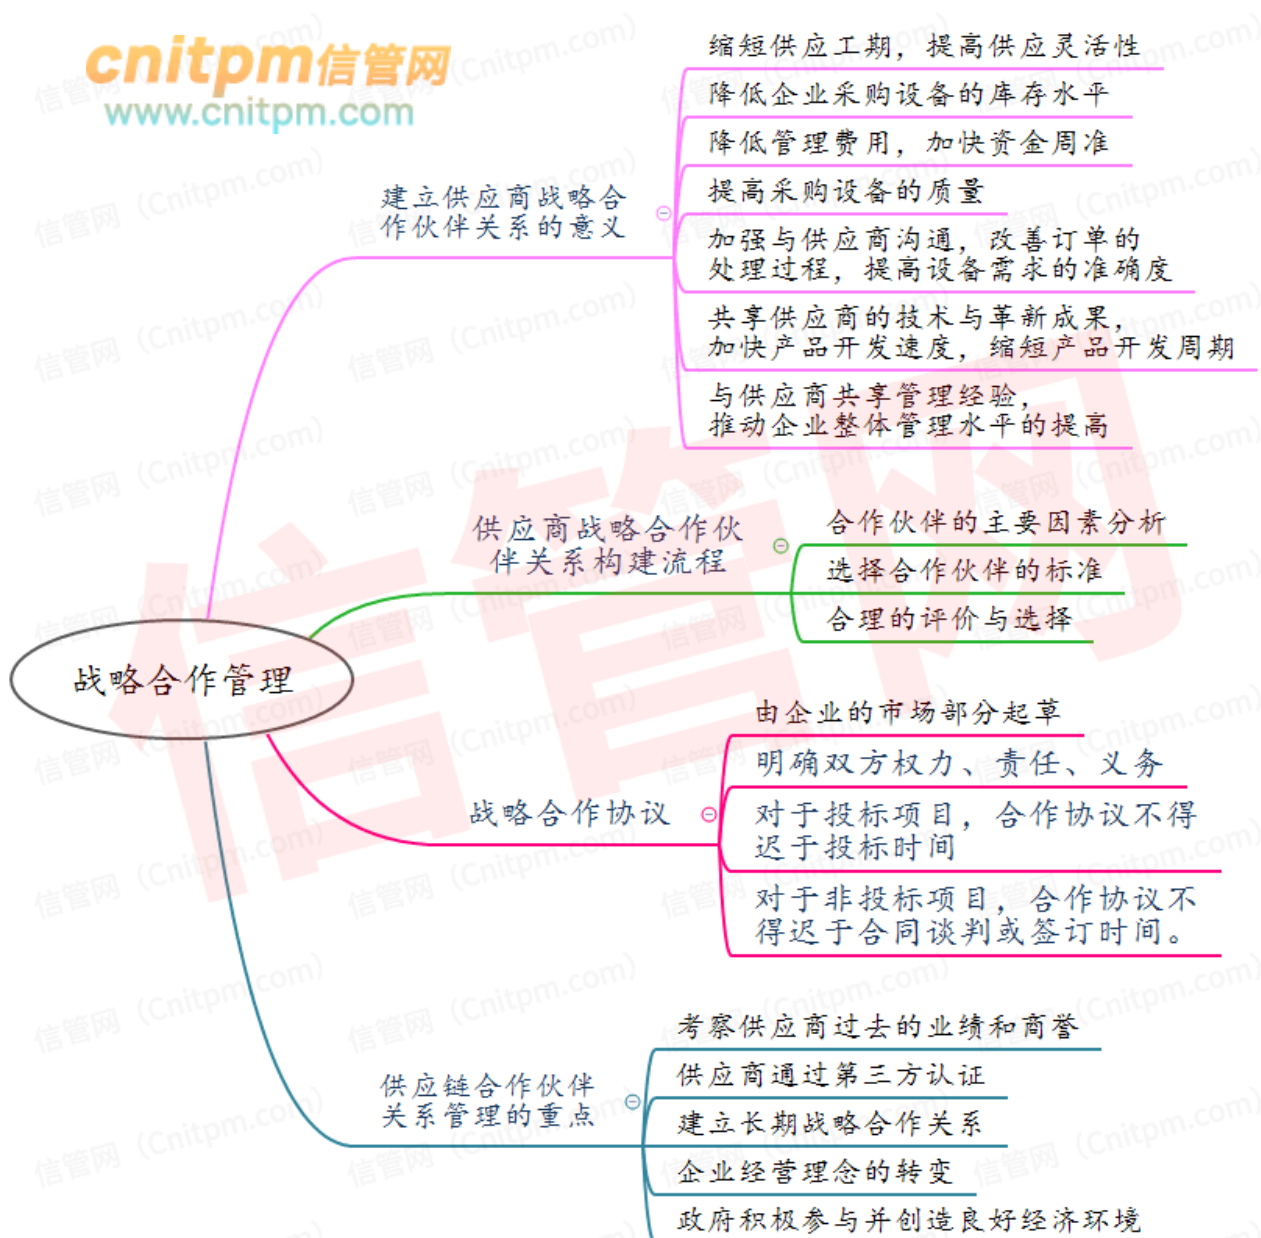 cnitpm信管网
www.cnitpm.com
战略合作管理
建立供应商战略合
作伙伴关系的意义
缩短供应工期，提高供应灵活性
降低企业采购设备的库存水平
降低管理费用，加快资金周准
提高采购设备的质量
加强与供应商沟通，改善订单的
处理过程，提高设备需求的准确度
共享供应商的技术与革新成果，
加快产品开发速度，缩短产品开发周期
与供应商共享管理经验，
推动企业整体管理水平的提高
供应商战略合作伙
伴关系构建流程
合作伙伴的主要因素分析
选择合作伙伴的标准
合理的评价与选择
战略合作协议
由企业的市场部分起草
明确双方权力、责任、义务
对于投标项目，合作协议不得
迟于投标时间
对于非投标项目，合作协议不
得迟于合同谈判或签订时间。
供应链合作伙伴
关系管理的重点
考察供应商过去的业绩和商誉
供应商通过第三方认证
建立长期战略合作关系
企业经营理念的转变
政府积极参与并创造良好经济环境
信管网
信管网（Cnitpm.com）